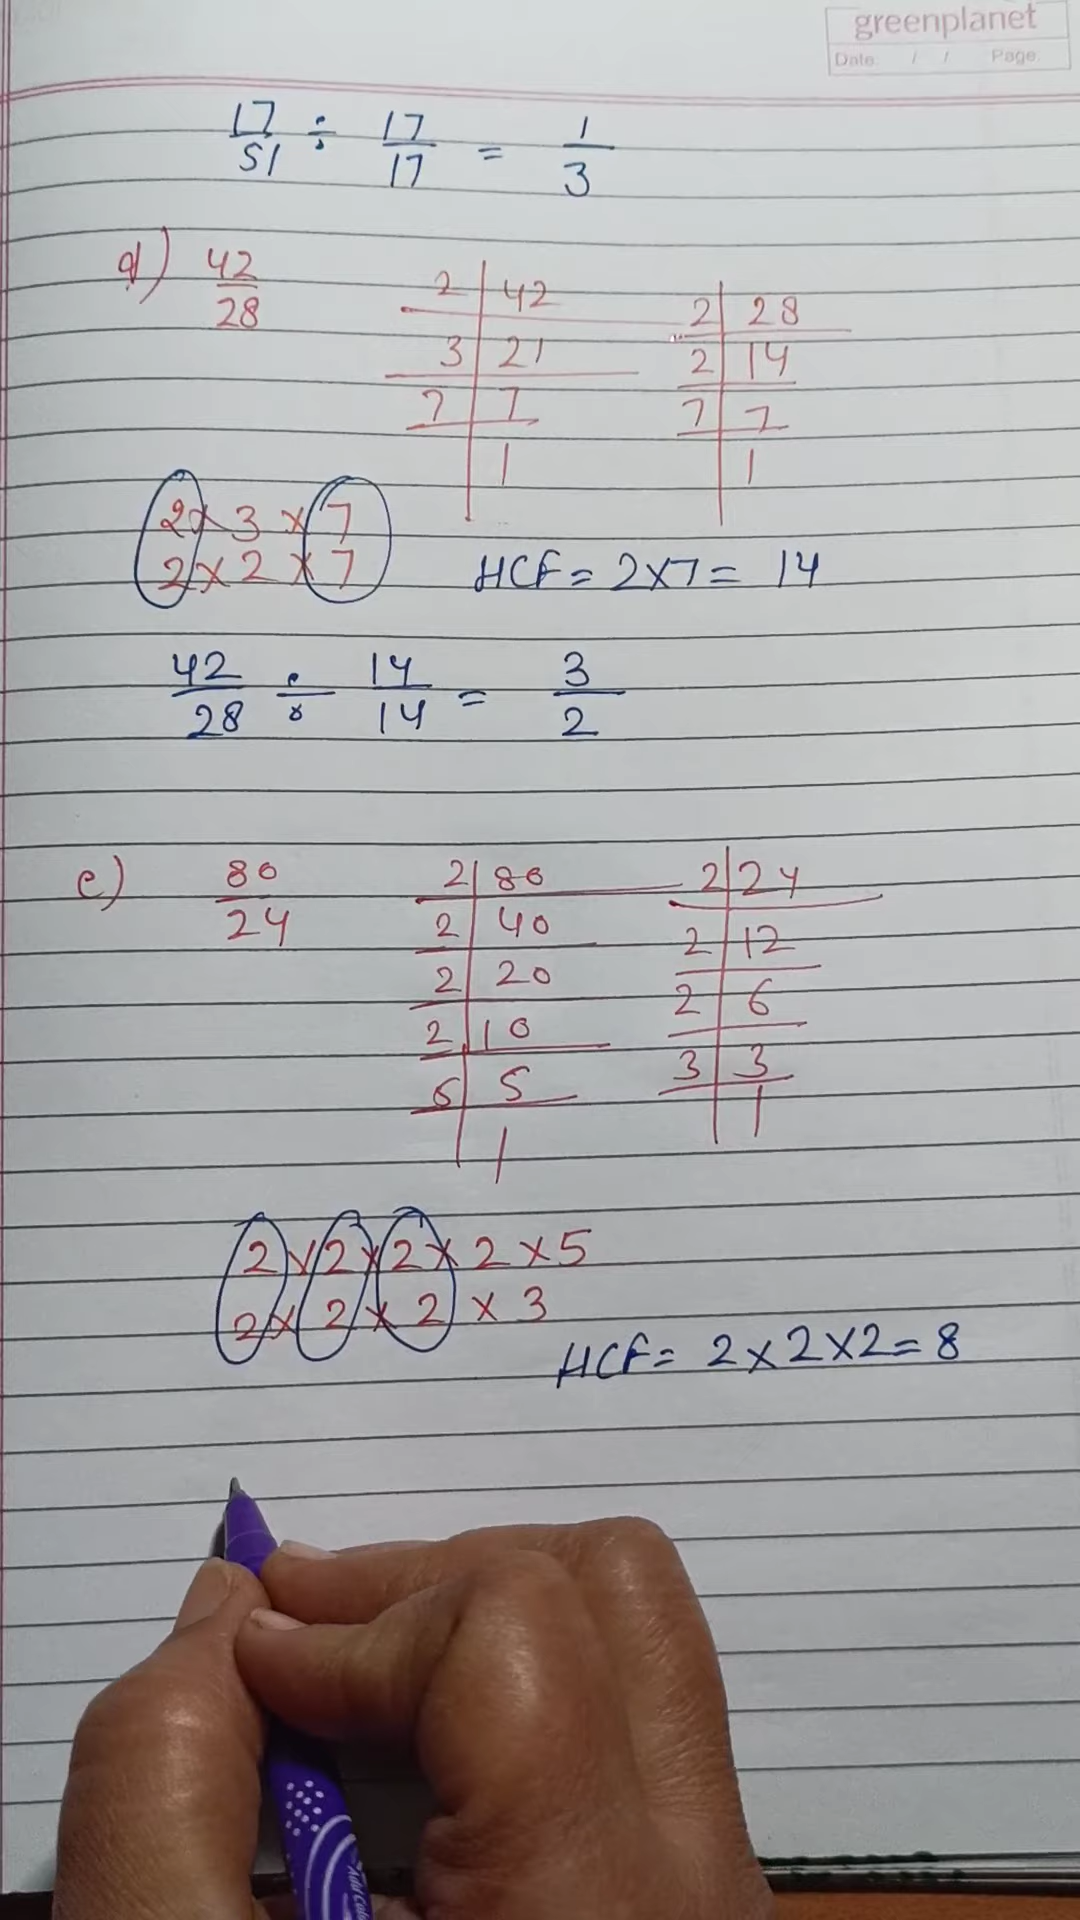 greenplanet
Date. / / Page.
17/51 ÷ 17/17 = 1/3
d) 42/28
2 | 42
3 | 21
7 | 7
1
2 | 28
2 | 14
7 | 7
1
2 x 3 x 7
2 x 2 x 7
HCF = 2x7 = 14
42/28 ÷ 14/14 = 3/2
e) 80/24
2 | 80
2 | 40
2 | 20
2 | 10
5 | 5
1
2 | 24
2 | 12
2 | 6
3 | 3
1
2 x 2 x 2 x 2 x 5
2 x 2 x 2 x 3
HCF = 2 x 2 x 2 = 8